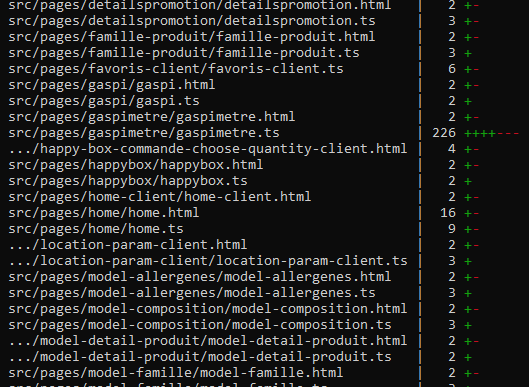 src/pages/detailspromotion/detailspromotion.html | 2 +-
src/pages/detailspromotion/detailspromotion.ts | 3 +
src/pages/famille-produit/famille-produit.html | 2 +-
src/pages/famille-produit/famille-produit.ts | 3 +
src/pages/favoris-client/favoris-client.ts | 6 +-
src/pages/gaspi/gaspi.html | 2 +-
src/pages/gaspi/gaspi.ts | 2 +
src/pages/gaspimetre/gaspimetre.html | 2 +-
src/pages/gaspimetre/gaspimetre.ts | 226 ++++---
.../happy-box-commande-choose-quantity-client.html | 4 +-
src/pages/happybox/happybox.html | 2 +-
src/pages/happybox/happybox.ts | 2 +
src/pages/home-client/home-client.html | 2 +-
src/pages/home/home.html | 16 +-
src/pages/home/home.ts | 9 +-
.../location-param-client.html | 2 +-
.../location-param-client/location-param-client.ts | 3 +
src/pages/model-allergenes/model-allergenes.html | 2 +-
src/pages/model-allergenes/model-allergenes.ts | 3 +
src/pages/model-composition/model-composition.html | 2 +-
src/pages/model-composition/model-composition.ts | 3 +
.../model-detail-produit/model-detail-produit.html | 2 +-
.../model-detail-produit/model-detail-produit.ts | 2 +
src/pages/model-famille/model-famille.html | 2 +-